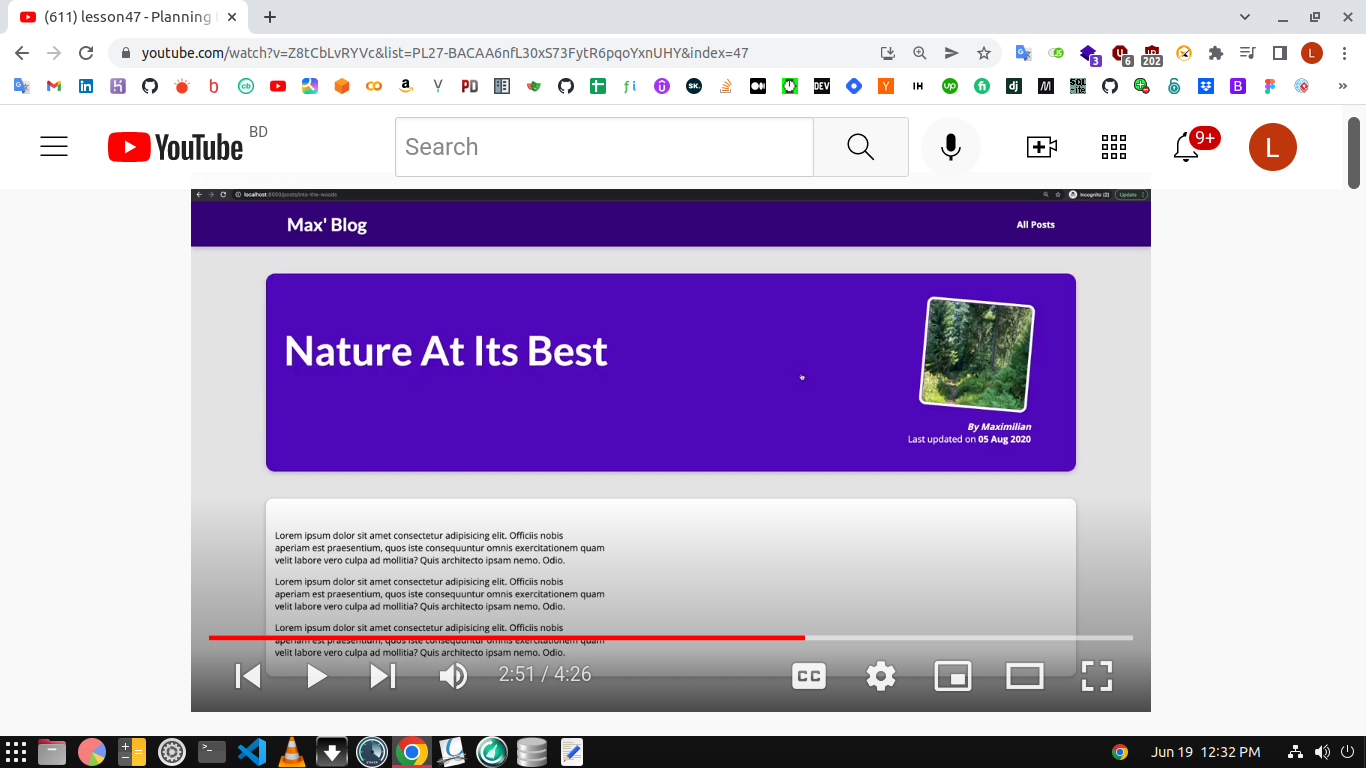 (611) lesson47 - Planning
youtube.com/watch?v=Z8tCbLvRYVc&list=PL27-BACAA6nfL30xS73FytR6pqoYxnUHY&index=47
3
6
202
L
YouTube BD
Search
9+
L
localhost:8000/posts/into-the-woods
Incognito (2)
Update
Max' Blog
All Posts
Nature At Its Best
By Maximilian
Last updated on 05 Aug 2020
Lorem ipsum dolor sit amet consectetur adipisicing elit. Officiis nobis
aperiam est praesentium, quos iste consequuntur omnis exercitationem quam
velit labore vero culpa ad mollitia? Quis architecto ipsam nemo. Odio.
Lorem ipsum dolor sit amet consectetur adipisicing elit. Officiis nobis
aperiam est praesentium, quos iste consequuntur omnis exercitationem quam
velit labore vero culpa ad mollitia? Quis architecto ipsam nemo. Odio.
Lorem ipsum dolor sit amet consectetur adipisicing elit. Officiis nobis
aperiam est praesentium, quos iste consequuntur omnis exercitationem quam
velit labore vero culpa ad mollitia? Quis architecto ipsam nemo. Odio.
2:51 / 4:26
CC
Jun 19 12:32 PM